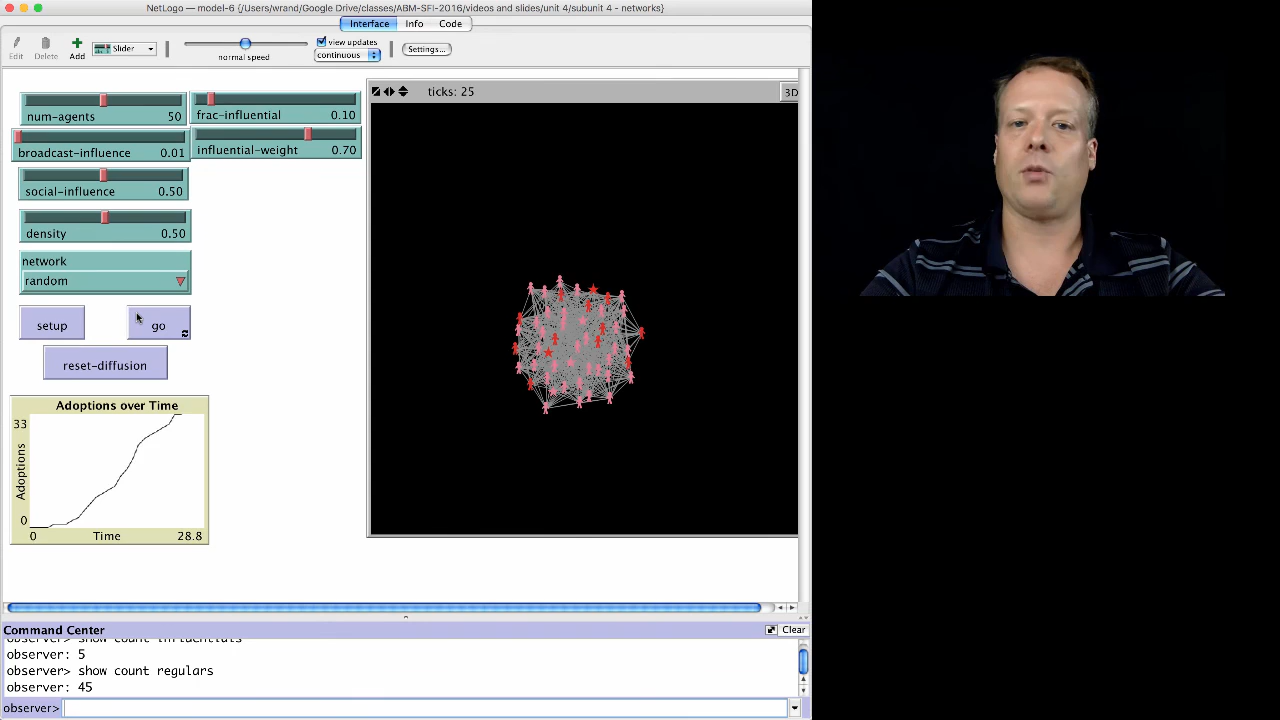 NetLogo — model-6 {/Users/wrand/Google Drive/classes/ABM-SFI-2016/videos and slides/unit 4/subunit 4 - networks}
Interface Info Code
Edit Delete Add Slider normal speed view updates continuous Settings...
num-agents 50
frac-influential 0.10
broadcast-influence 0.01
influential-weight 0.70
social-influence 0.50
density 0.50
network
random
setup go
reset-diffusion
ticks: 25 3D
Adoptions over Time
33
Adoptions
0
0 Time 28.8
Command Center Clear
observer> show count influentials
observer: 5
observer> show count regulars
observer: 45
observer>